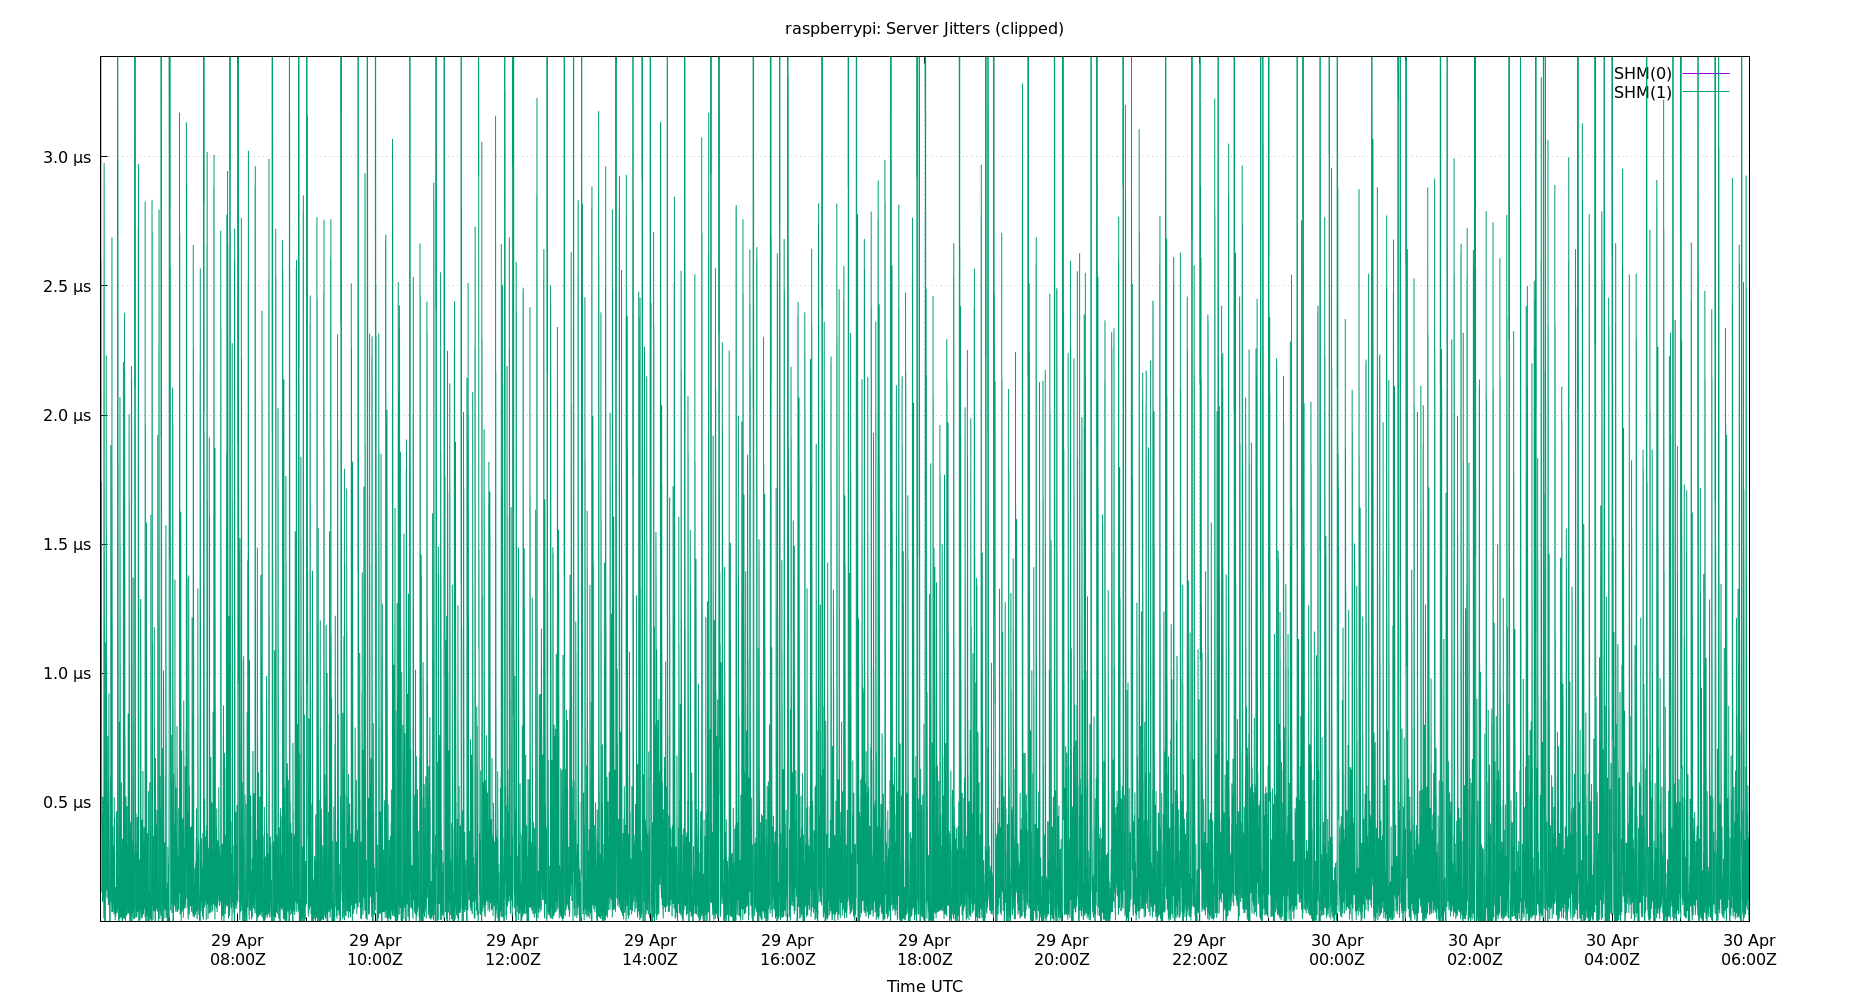 raspberrypi: Server Jitters (clipped)
SHM(0)
SHM(1)
3.0 µs
2.5 µs
2.0 µs
1.5 µs
1.0 µs
0.5 µs
29 Apr 29 Apr 29 Apr 29 Apr 29 Apr 29 Apr 29 Apr 29 Apr 30 Apr 30 Apr 30 Apr 30 Apr
08:00Z 10:00Z 12:00Z 14:00Z 16:00Z 18:00Z 20:00Z 22:00Z 00:00Z 02:00Z 04:00Z 06:00Z
Time UTC